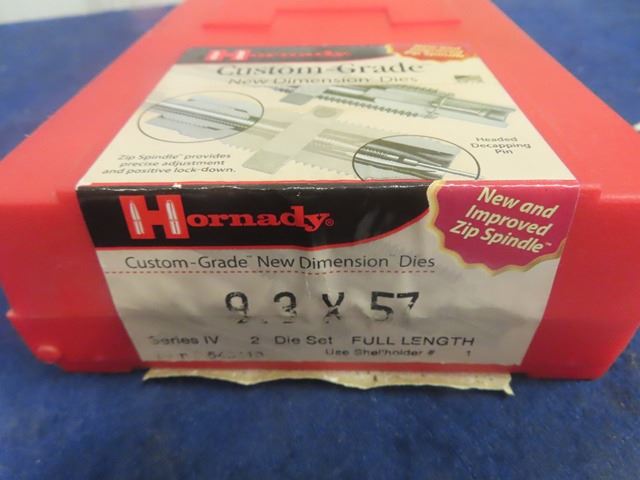 Hornady
Custom-Grade™
New Dimension™ Dies
Zip Spindle™ provides
precise adjustment
and positive lock-down.
Headed
Decapping
Pin
Hornady®
New and
Improved
Zip Spindle™
Custom-Grade™ New Dimension™ Dies
9.3 X 57
Series IV 2 Die Set FULL LENGTH
Use Shellholder # 1